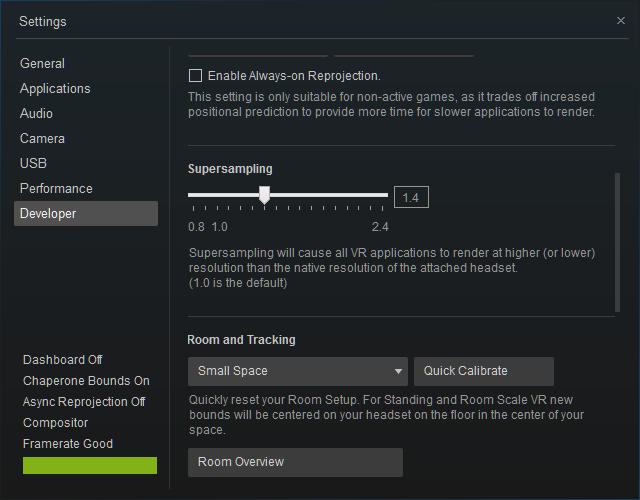 Settings
General
Applications
Audio
Camera
USB
Performance
Developer
Dashboard Off
Chaperone Bounds On
Async Reprojection Off
Compositor
Framerate Good
Enable Always-on Reprojection.
This setting is only suitable for non-active games, as it trades off increased
positional prediction to provide more time for slower applications to render.
Supersampling
1.4
0.8 1.0 2.4
Supersampling will cause all VR applications to render at higher (or lower)
resolution than the native resolution of the attached headset.
(1.0 is the default)
Room and Tracking
Small Space
Quick Calibrate
Quickly reset your Room Setup. For Standing and Room Scale VR new
bounds will be centered on your headset on the floor in the center of your
space.
Room Overview